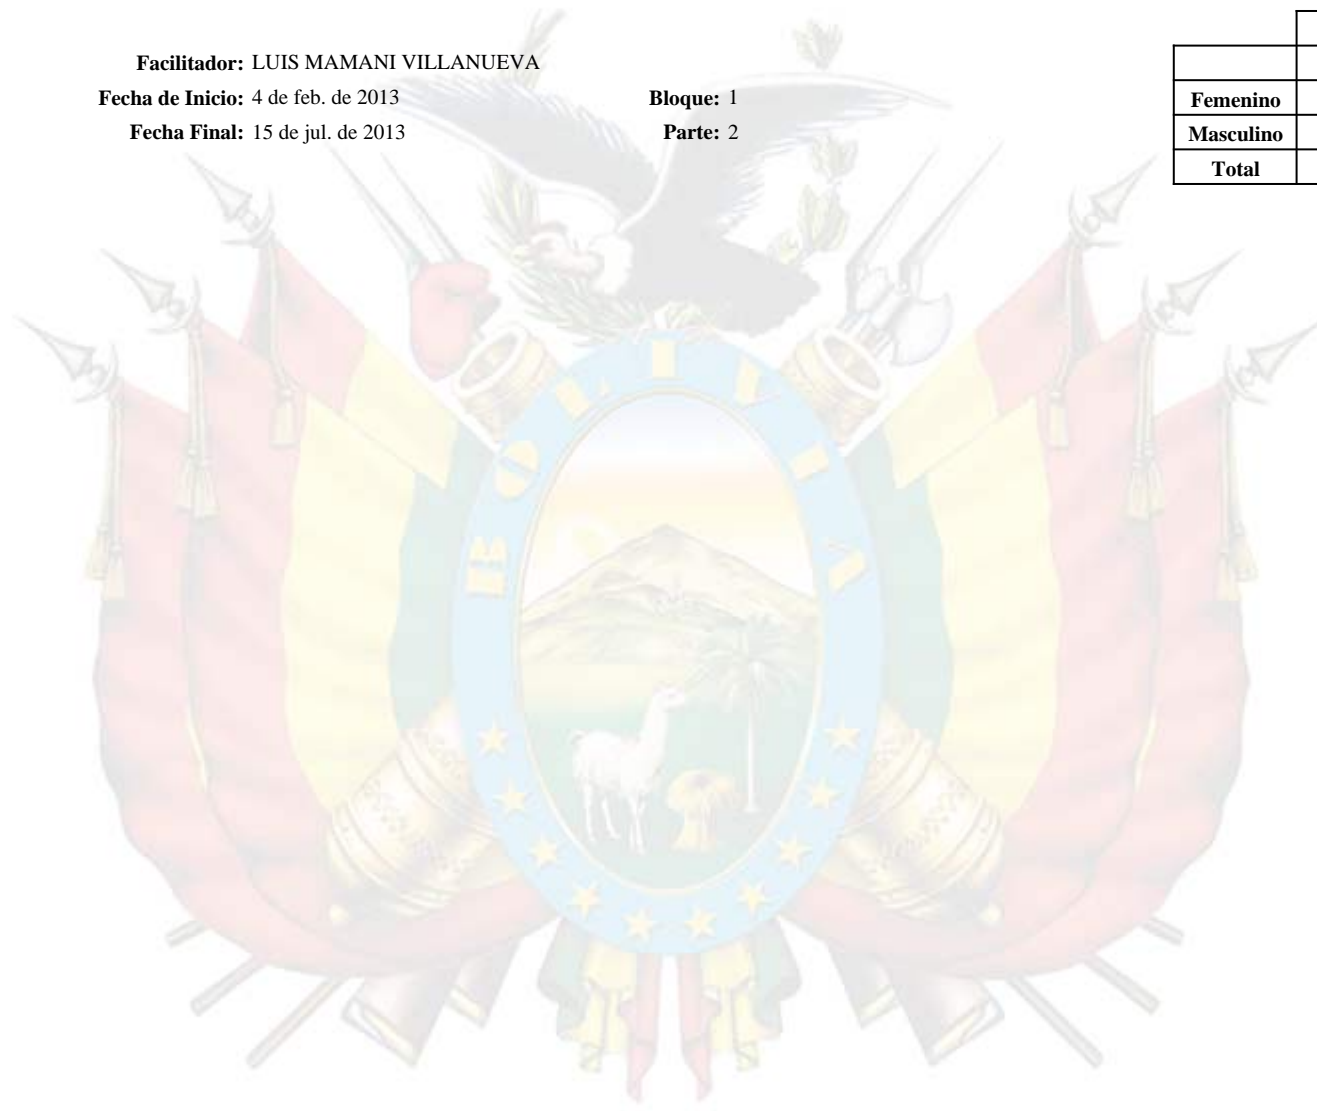 Facilitador: LUIS MAMANI VILLANUEVA
Fecha de Inicio: 4 de feb. de 2013 Bloque: 1
Femenino
Fecha Final: 15 de jul. de 2013 Parte: 2
Masculino
Total
BOLIVIA